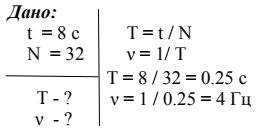 Дано:
t = 8 с
N = 32
T - ?
ν - ?
T = t / N
ν = 1/ T
T = 8 / 32 = 0.25 с
ν = 1 / 0.25 = 4 Гц